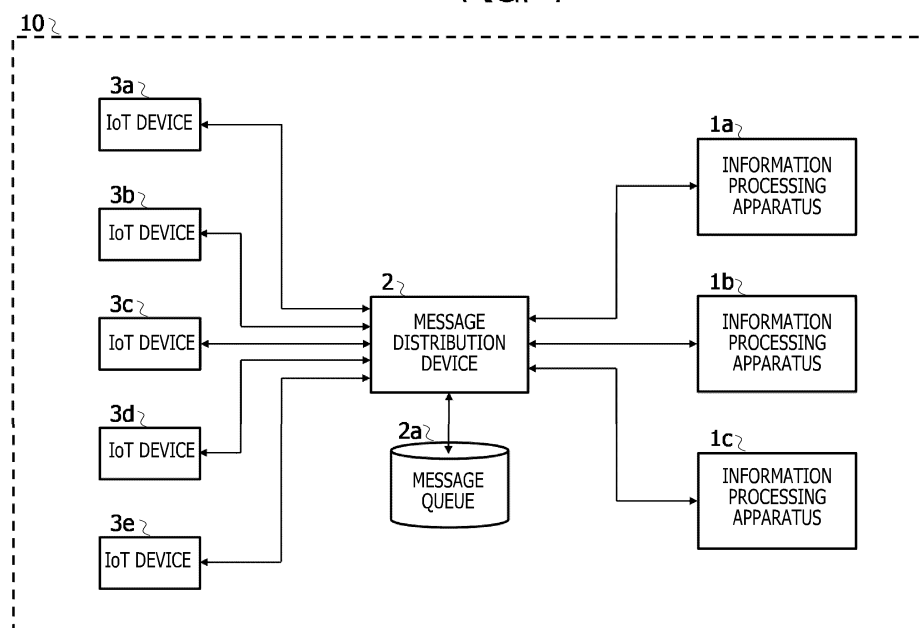 10
3a
IoT DEVICE
3b
IoT DEVICE
3c
IoT DEVICE
3d
IoT DEVICE
3e
IoT DEVICE
2
MESSAGE
DISTRIBUTION
DEVICE
2a
MESSAGE
QUEUE
1a
INFORMATION
PROCESSING
APPARATUS
1b
INFORMATION
PROCESSING
APPARATUS
1c
INFORMATION
PROCESSING
APPARATUS